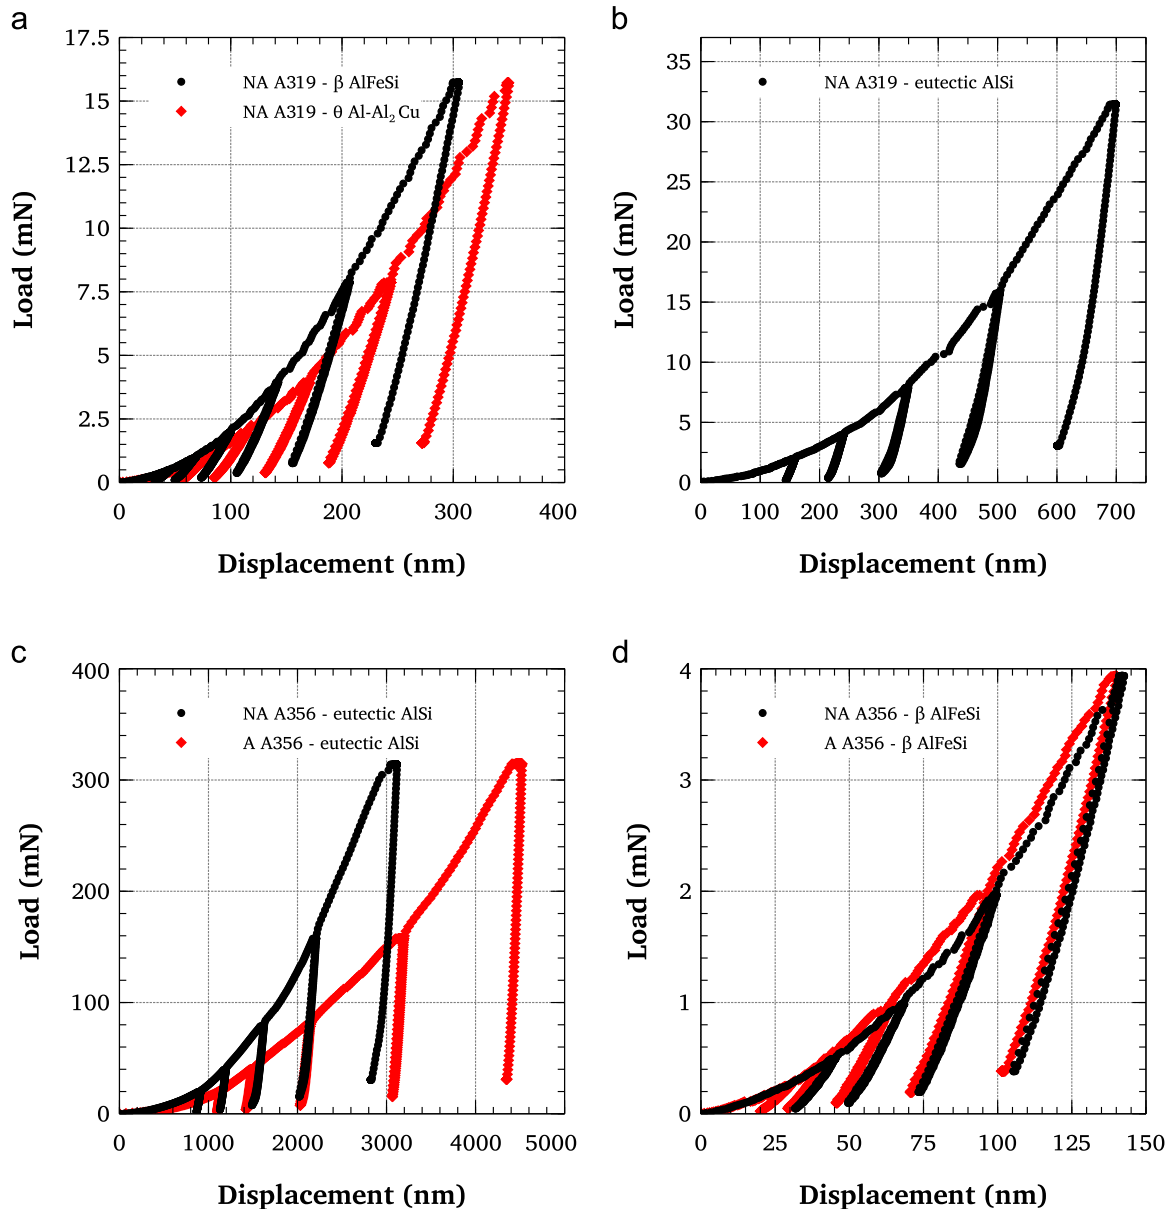 a
17.5
15
12.5
10
7.5
5
2.5
0
Load (mN)
NA A319 - β AlFeSi
NA A319 - θ Al-Al₂Cu
0 100 200 300 400
Displacement (nm)
b
35
30
25
20
15
10
5
0
Load (mN)
NA A319 - eutectic AlSi
0 100 200 300 400 500 600 700
Displacement (nm)
c
400
300
200
100
0
Load (mN)
NA A356 - eutectic AlSi
A A356 - eutectic AlSi
0 1000 2000 3000 4000 5000
Displacement (nm)
d
4
3
2
1
0
Load (mN)
NA A356 - β AlFeSi
A A356 - β AlFeSi
0 25 50 75 100 125 150
Displacement (nm)